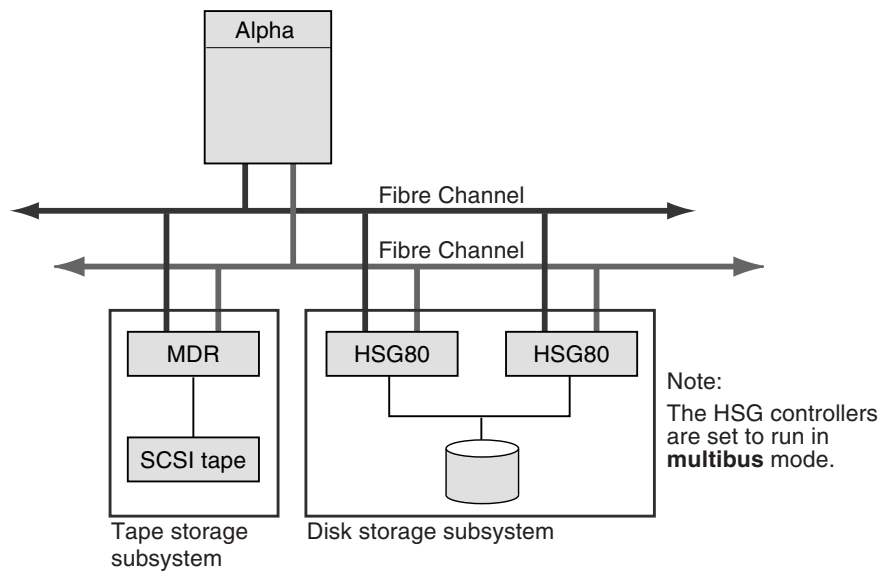 Alpha
Fibre Channel
Fibre Channel
MDR
HSG80
HSG80
SCSI tape
Note:
The HSG controllers
are set to run in
multibus mode.
Tape storage
subsystem
Disk storage subsystem